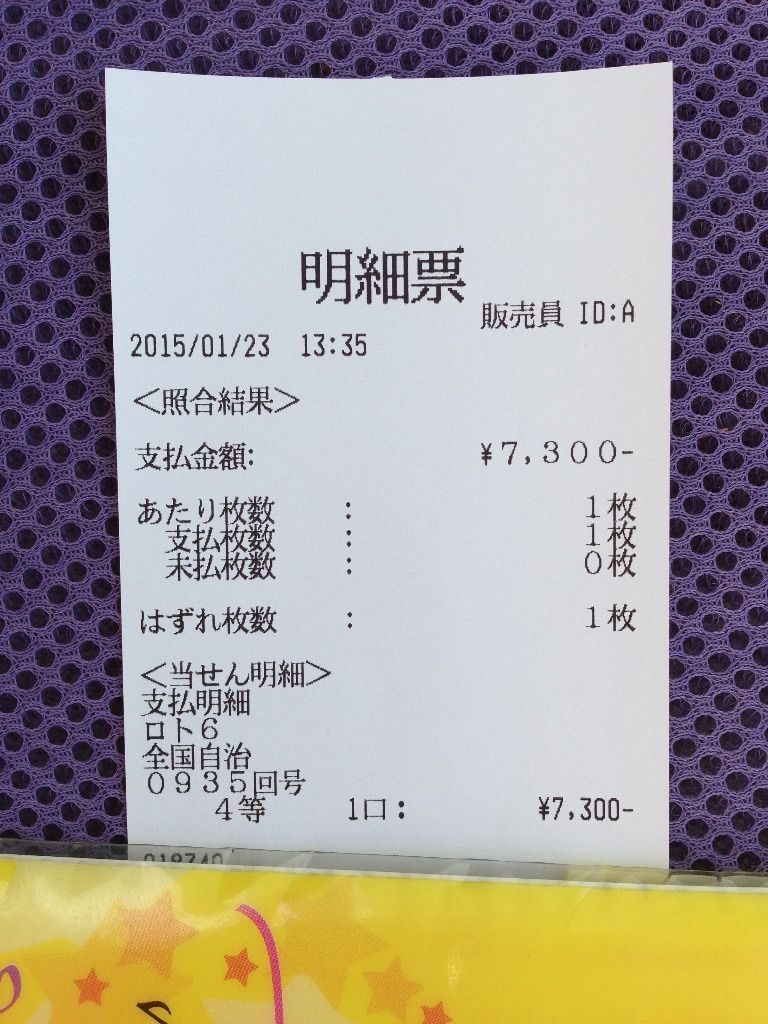 明細票
販売員 ID:A
2015/01/23 13:35
＜照合結果＞
支払金額: ¥７,３００−
あたり枚数 : １枚
支払枚数 : １枚
未払枚数 : ０枚
はずれ枚数 : １枚
＜当せん明細＞
支払明細
ロト６
全国自治
０９３５回号
４等 1口: ¥7,300-